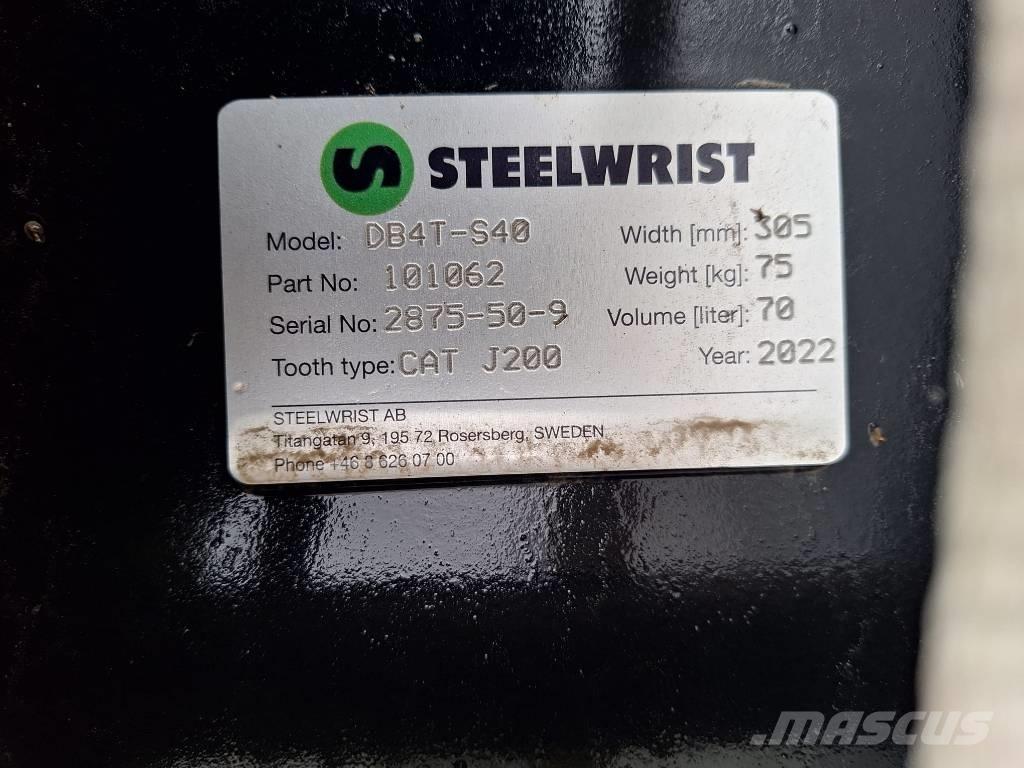 STEELWRIST
Model: DB4T-S40
Width [mm]: 305
Part No: 101062
Weight [kg]: 75
Serial No: 2875-50-9
Volume [liter]: 70
Tooth type: CAT J200
Year: 2022
STEELWRIST AB
Titangatan 9, 195 72 Rosersberg, SWEDEN
Phone +46 8 626 07 00
MASCUS